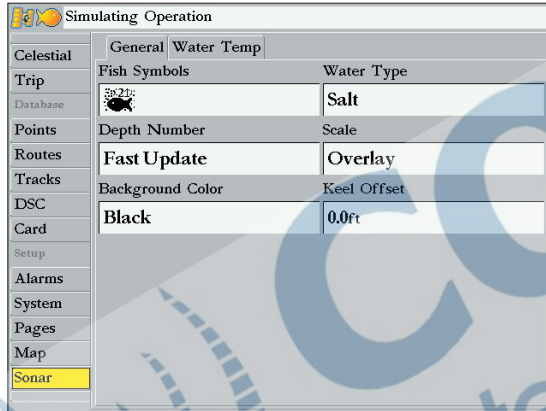 Simulating Operation
Celestial
Trip
Database
Points
Routes
Tracks
DSC
Card
Setup
Alarms
System
Pages
Map
Sonar
General Water Temp
Fish Symbols Water Type
21 Salt
Depth Number Scale
Fast Update Overlay
Background Color Keel Offset
Black 0.0ft